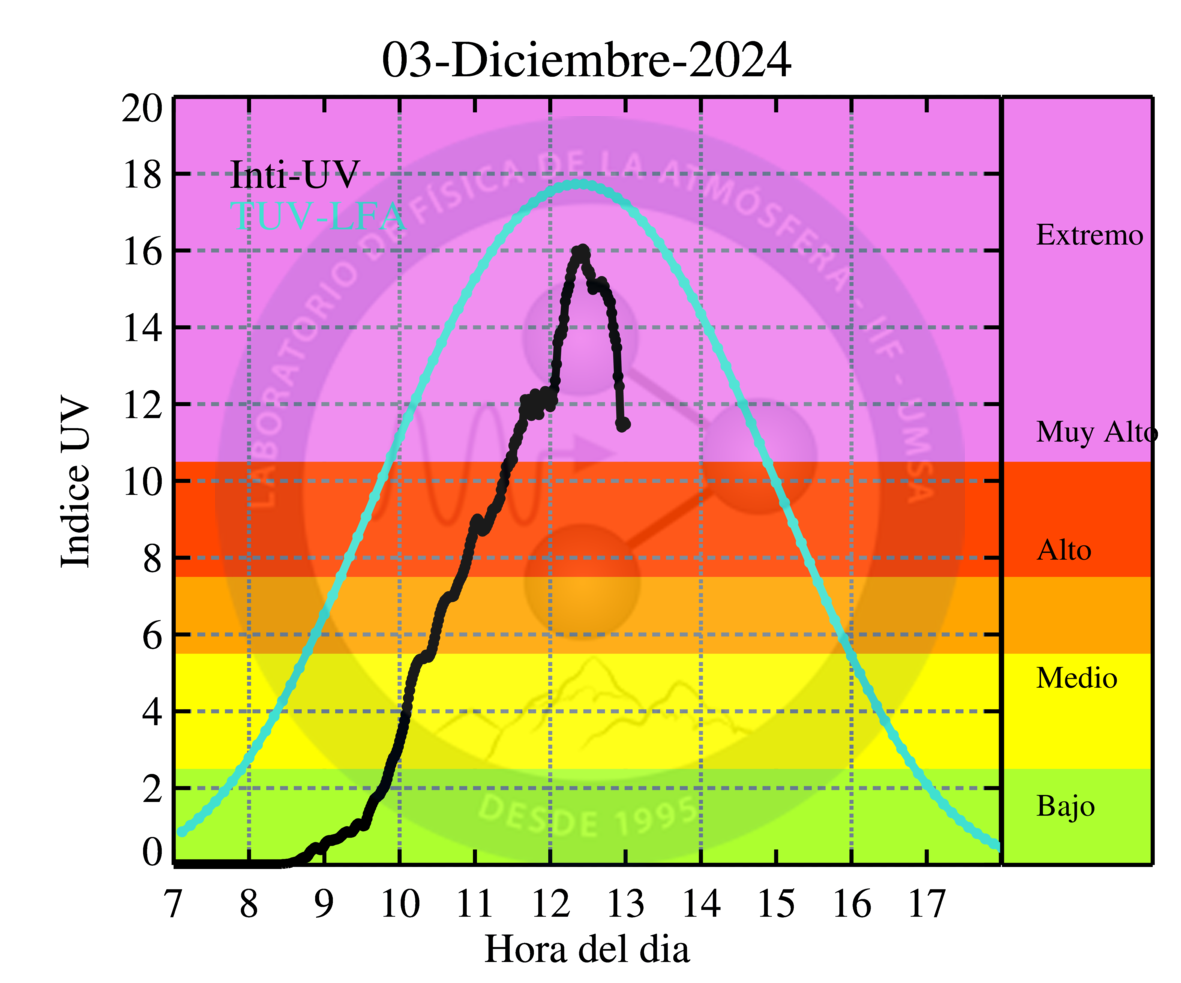 03-Diciembre-2024
20
18
16
14
12
10
8
6
4
2
0
Indice UV
Inti-UV
TUV-LFA
LABORATORIO DE FÍSICA DE LA ATMÓSFERA - IIF - UMSA
DESDE 1995
Extremo
Muy Alto
Alto
Medio
Bajo
7 8 9 10 11 12 13 14 15 16 17
Hora del dia